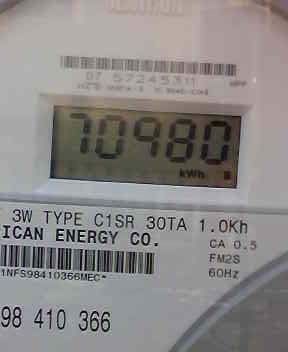 07 57245311
70980
kWh
3W TYPE C1SR 30TA 1.0Kh
ICAN ENERGY CO.
CA 0.5
FM2S
1NFS98410366MEC*
60Hz
98 410 366